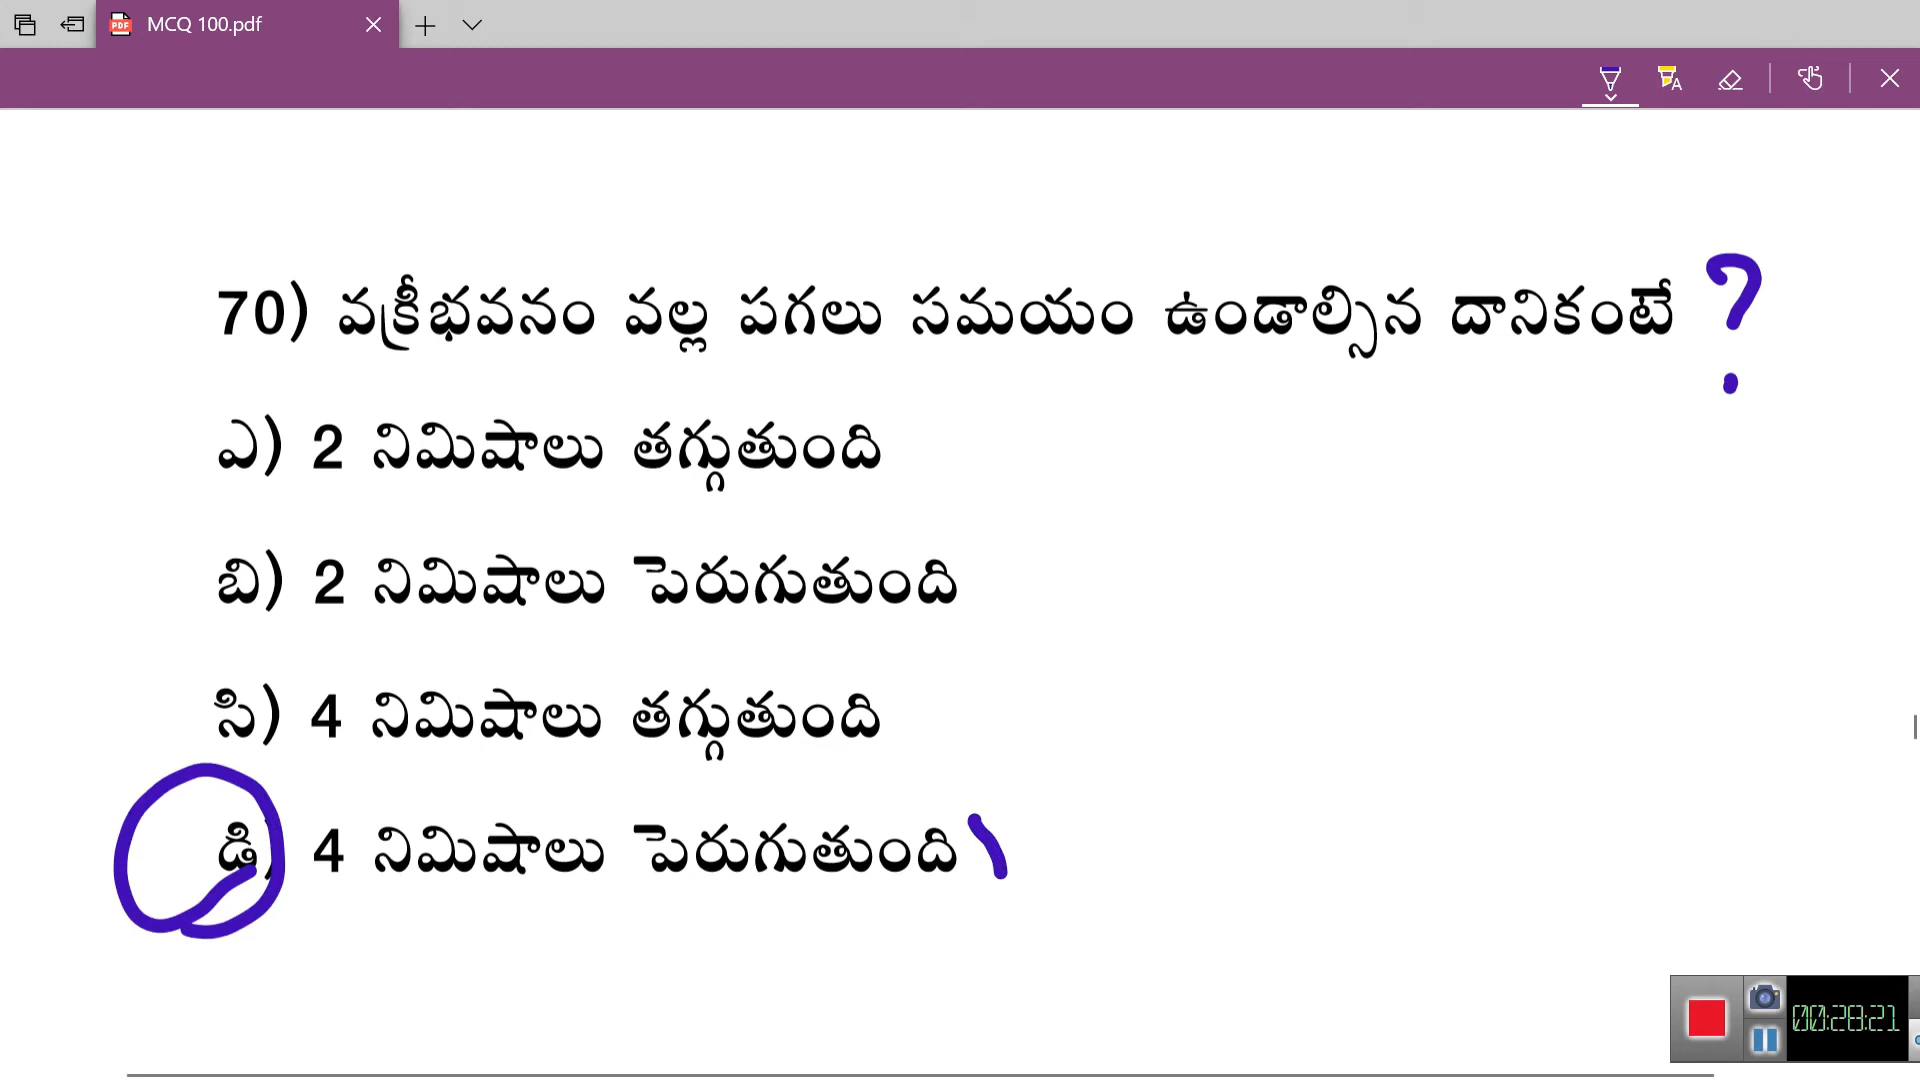 MCQ 100.pdf
70) వక్రీభవనం వల్ల పగలు సమయం ఉండాల్సిన దానికంటే ?
ఎ) 2 నిమిషాలు తగ్గుతుంది
బి) 2 నిమిషాలు పెరుగుతుంది
సి) 4 నిమిషాలు తగ్గుతుంది
డి) 4 నిమిషాలు పెరుగుతుంది
00:28:21